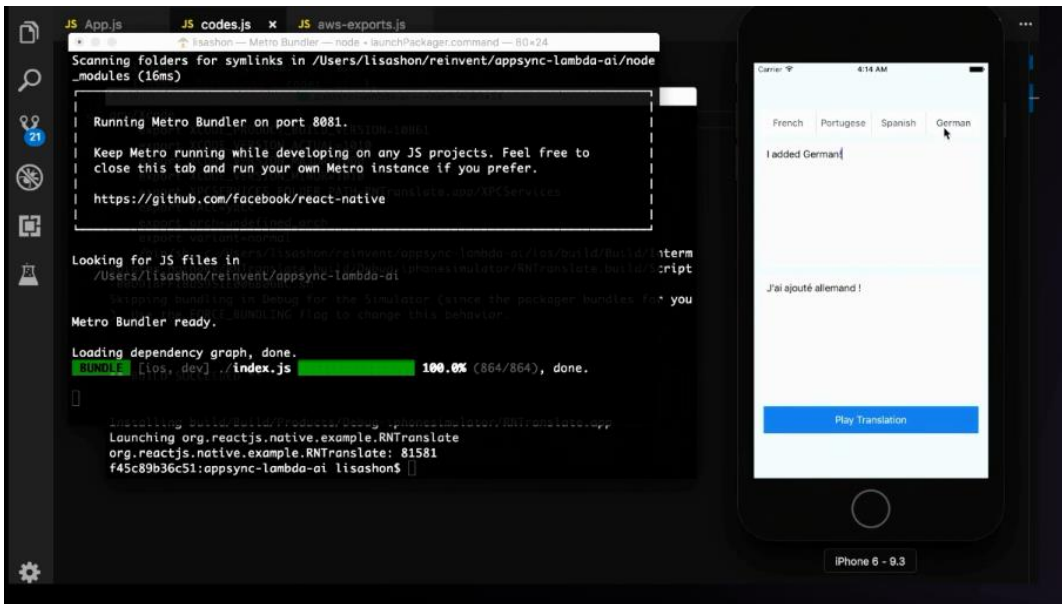 JS App.js JS codes.js × JS aws-exports.js
lisashon — Metro Bundler — node ◂ launchPackager.command — 80×24
Scanning folders for symlinks in /Users/lisashon/reinvent/appsync-lambda-ai/node
_modules (16ms)
Running Metro Bundler on port 8081.
Keep Metro running while developing on any JS projects. Feel free to
close this tab and run your own Metro instance if you prefer.
https://github.com/facebook/react-native
Looking for JS files in
/Users/lisashon/reinvent/appsync-lambda-ai
Metro Bundler ready.
Loading dependency graph, done.
BUNDLE [ios, dev] ./index.js 100.0% (864/864), done.
Launching org.reactjs.native.example.RNTranslate
org.reactjs.native.example.RNTranslate: 81581
f45c89b36c51:appsync-lambda-ai lisashon$
21
Carrier 4:14 AM
French Portugese Spanish German
I added German!
J'ai ajouté allemand !
Play Translation
iPhone 6 - 9.3